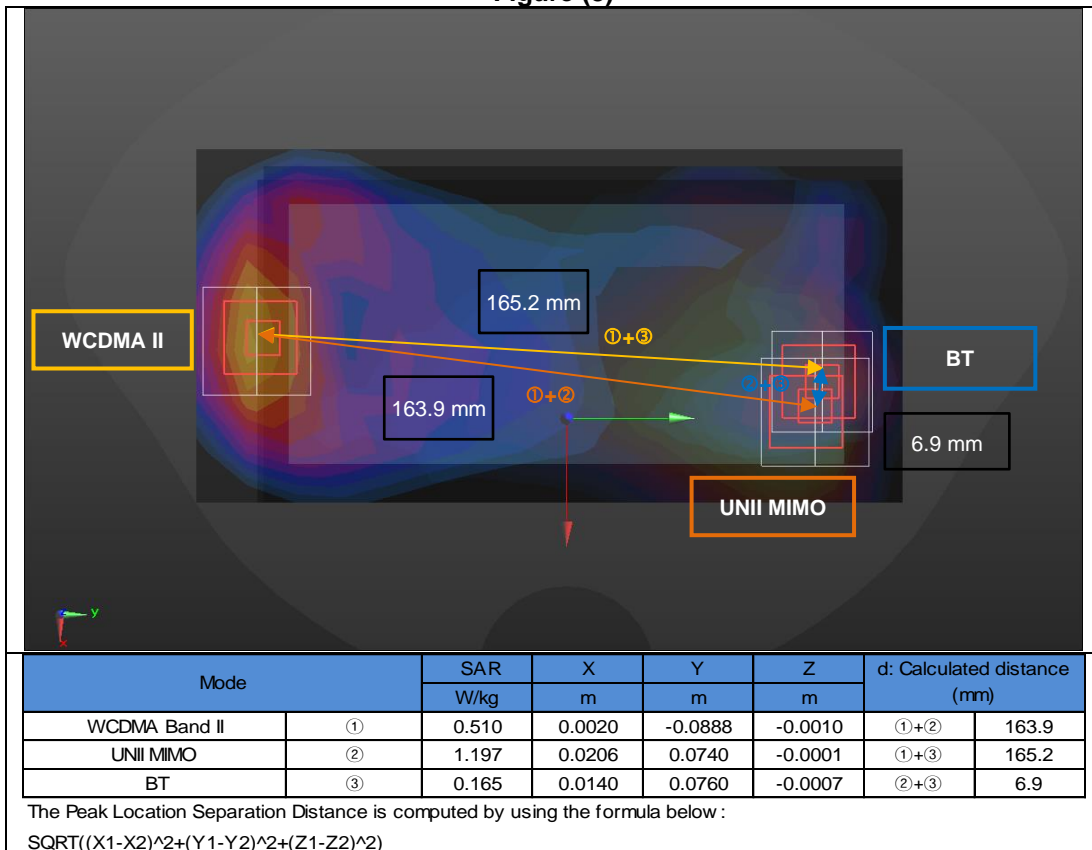 165.2 mm
WCDMA II
①+③
BT
②+③
163.9 mm
①+②
6.9 mm
UNII MIMO
y
x
Mode SAR X Y Z d: Calculated distance (mm)
W/kg m m m
WCDMA Band II ① 0.510 0.0020 -0.0888 -0.0010 ①+② 163.9
UNII MIMO ② 1.197 0.0206 0.0740 -0.0001 ①+③ 165.2
BT ③ 0.165 0.0140 0.0760 -0.0007 ②+③ 6.9
The Peak Location Separation Distance is computed by using the formula below :
SQRT((X1-X2)^2+(Y1-Y2)^2+(Z1-Z2)^2)